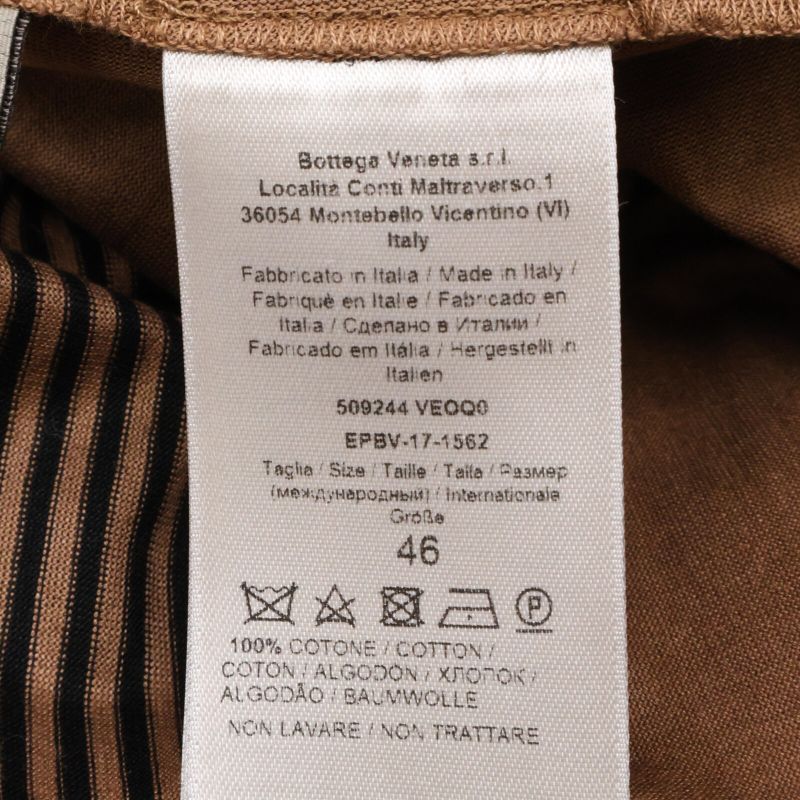 Bottega Veneta s.r.l.
Località Conti Maltraverso.1
36054 Montebello Vicentino (VI)
Italy
Fabbricato in Italia / Made in Italy /
Fabriqué en Italie / Fabricado en
Italia / Сделано в Италии /
Fabricado em Itália / Hergestellt in
Italien
509244 VEOQ0
EPBV-17-1562
Taglia / Size / Taille / Talla / Размер
(международный) / Internationale
Größe
46
P
100% COTONE / COTTON /
COTON / ALGODÓN / ХЛОПОК /
ALGODÃO / BAUMWOLLE
NON LAVARE / NON TRATTARE